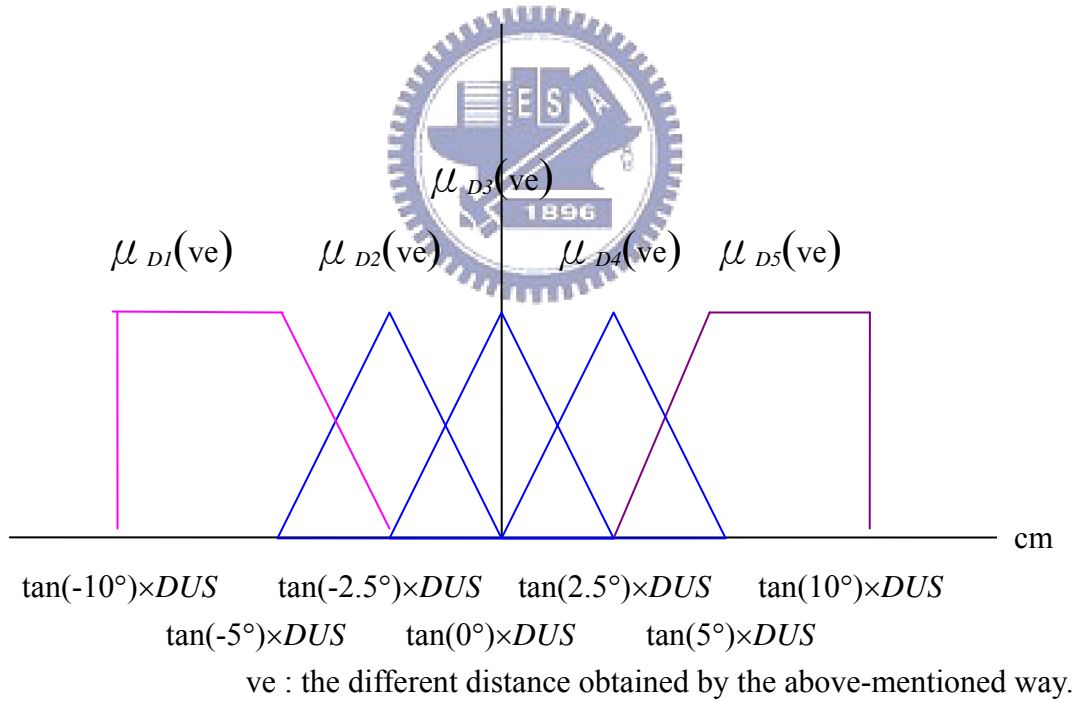 E S A
1896
μ D3(ve)
μ D1(ve) μ D2(ve) μ D4(ve) μ D5(ve)
cm
tan(-10°)×DUS tan(-2.5°)×DUS tan(2.5°)×DUS tan(10°)×DUS
tan(-5°)×DUS tan(0°)×DUS tan(5°)×DUS
ve : the different distance obtained by the above-mentioned way.